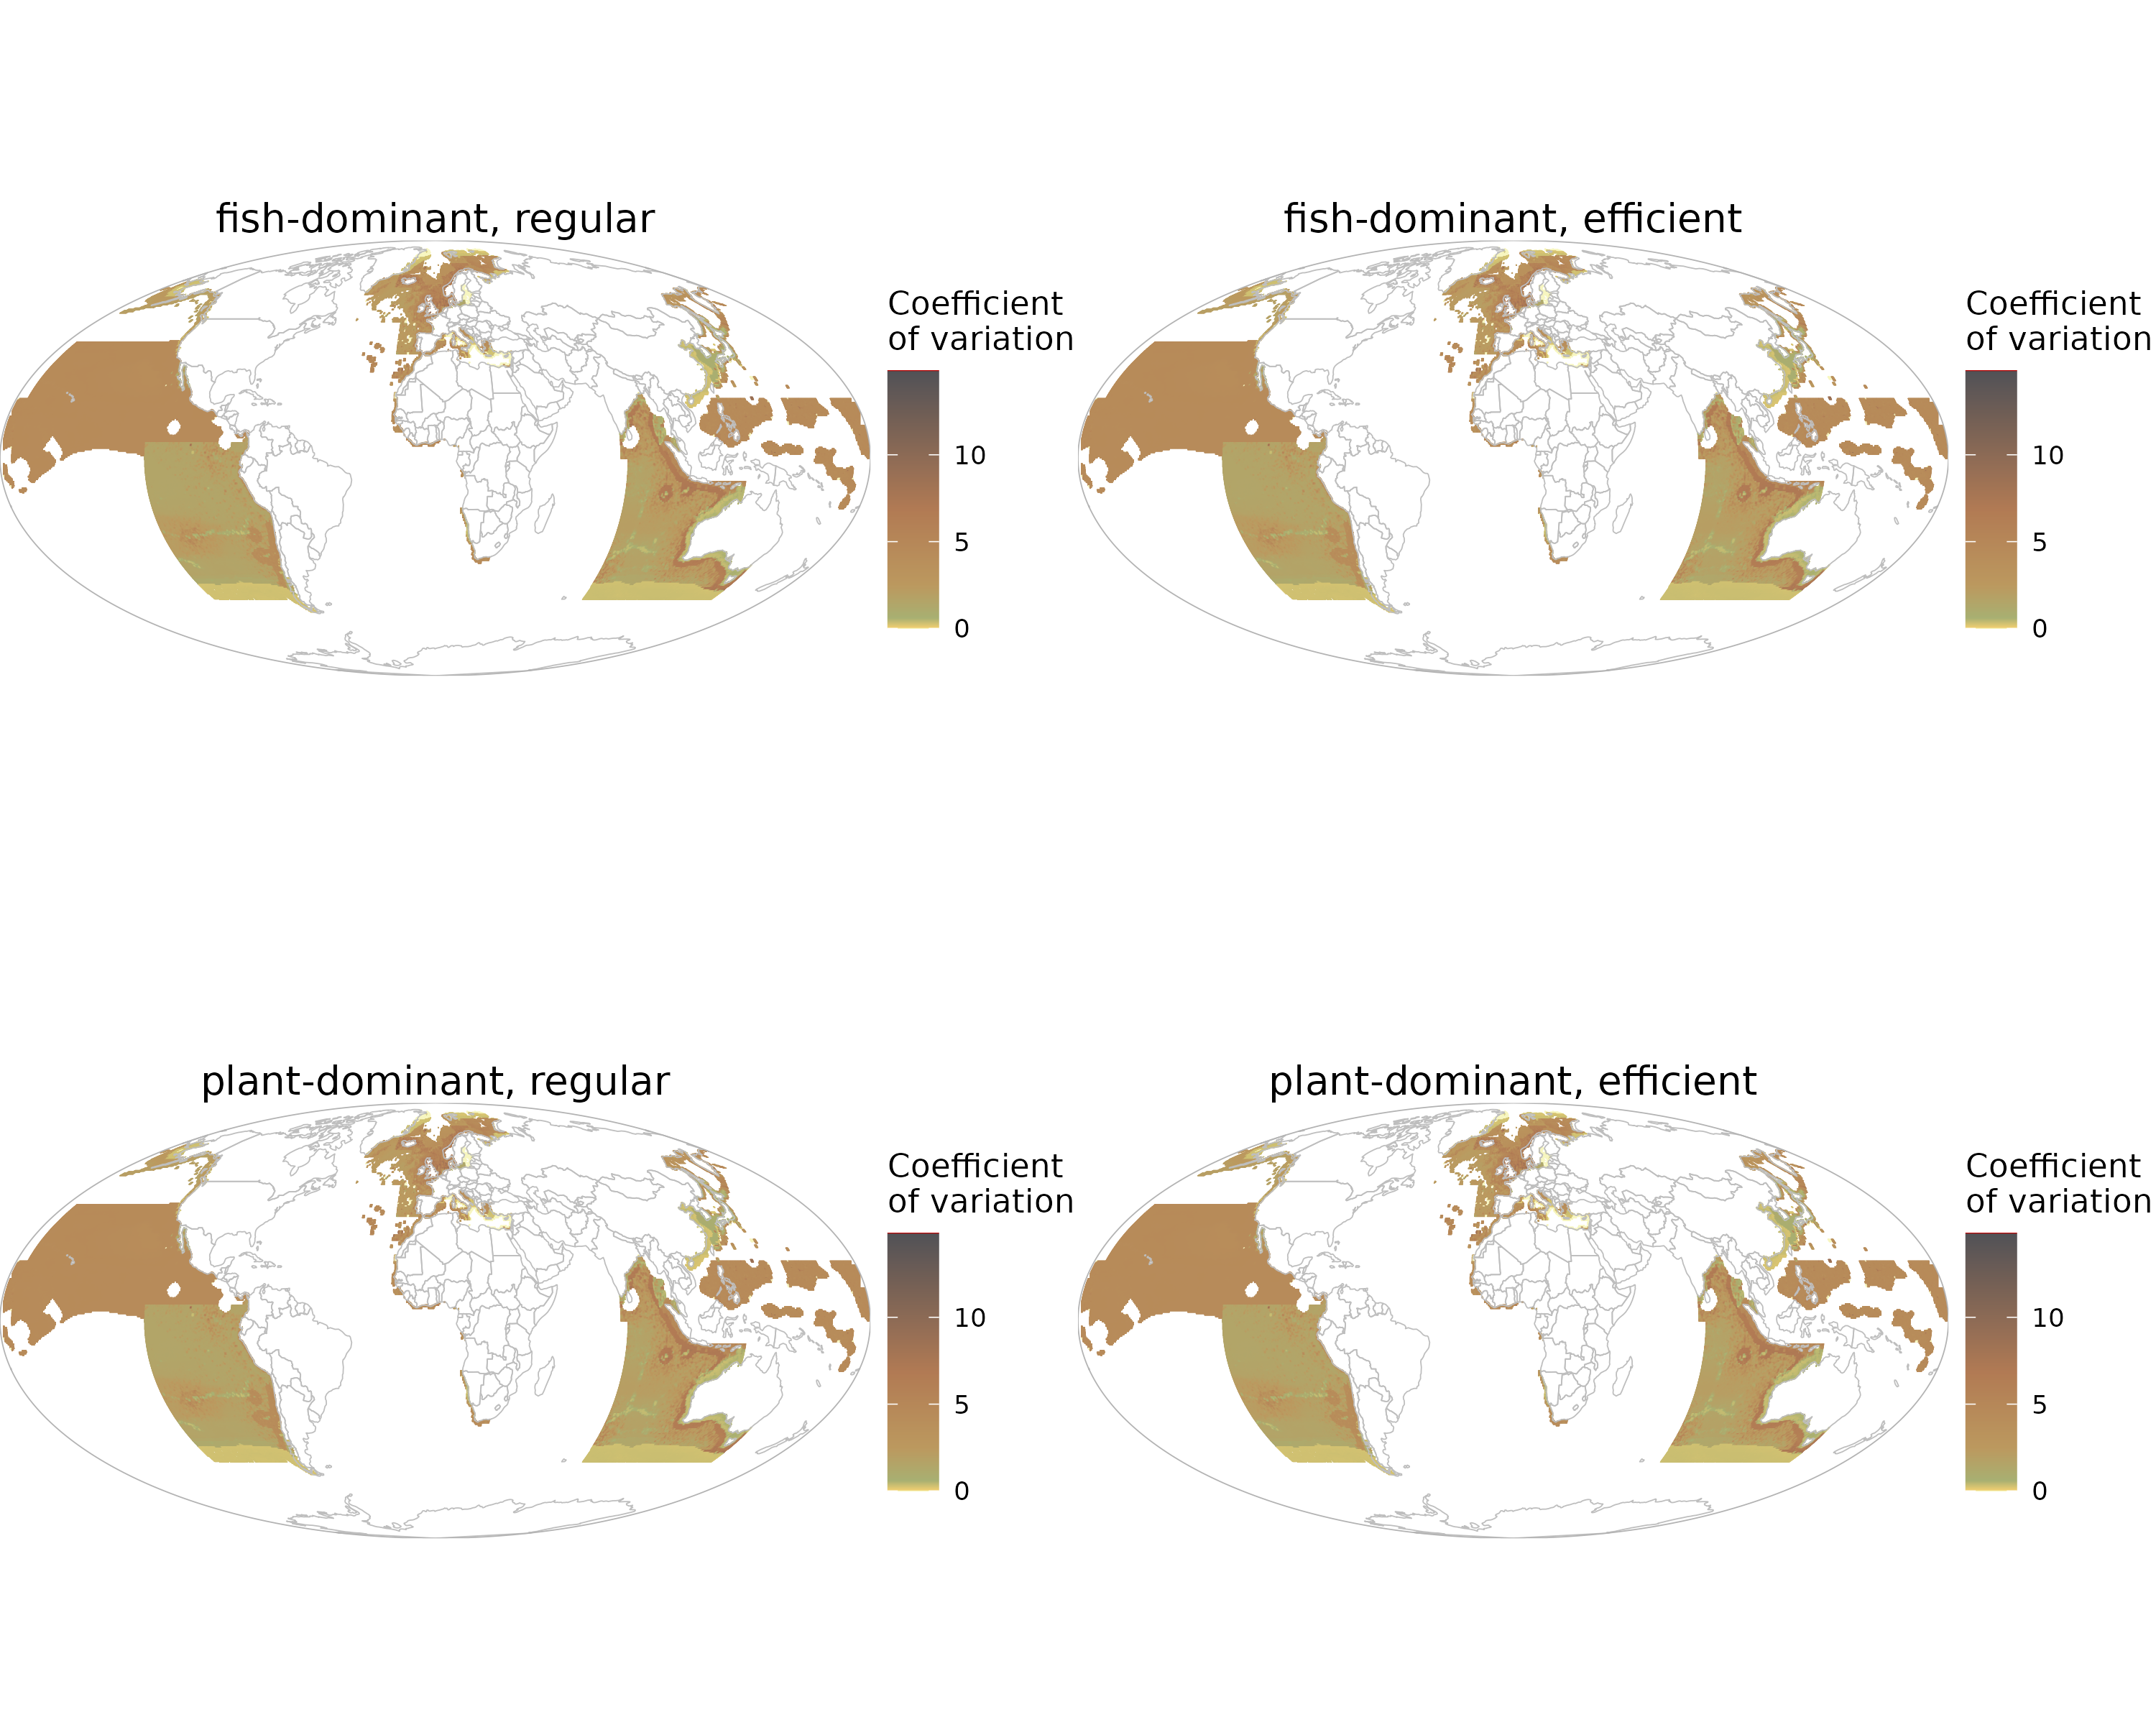 fish-dominant, regular
Coefficient
of variation
10
5
0
fish-dominant, efficient
Coefficient
of variation
10
5
0
plant-dominant, regular
Coefficient
of variation
10
5
0
plant-dominant, efficient
Coefficient
of variation
10
5
0